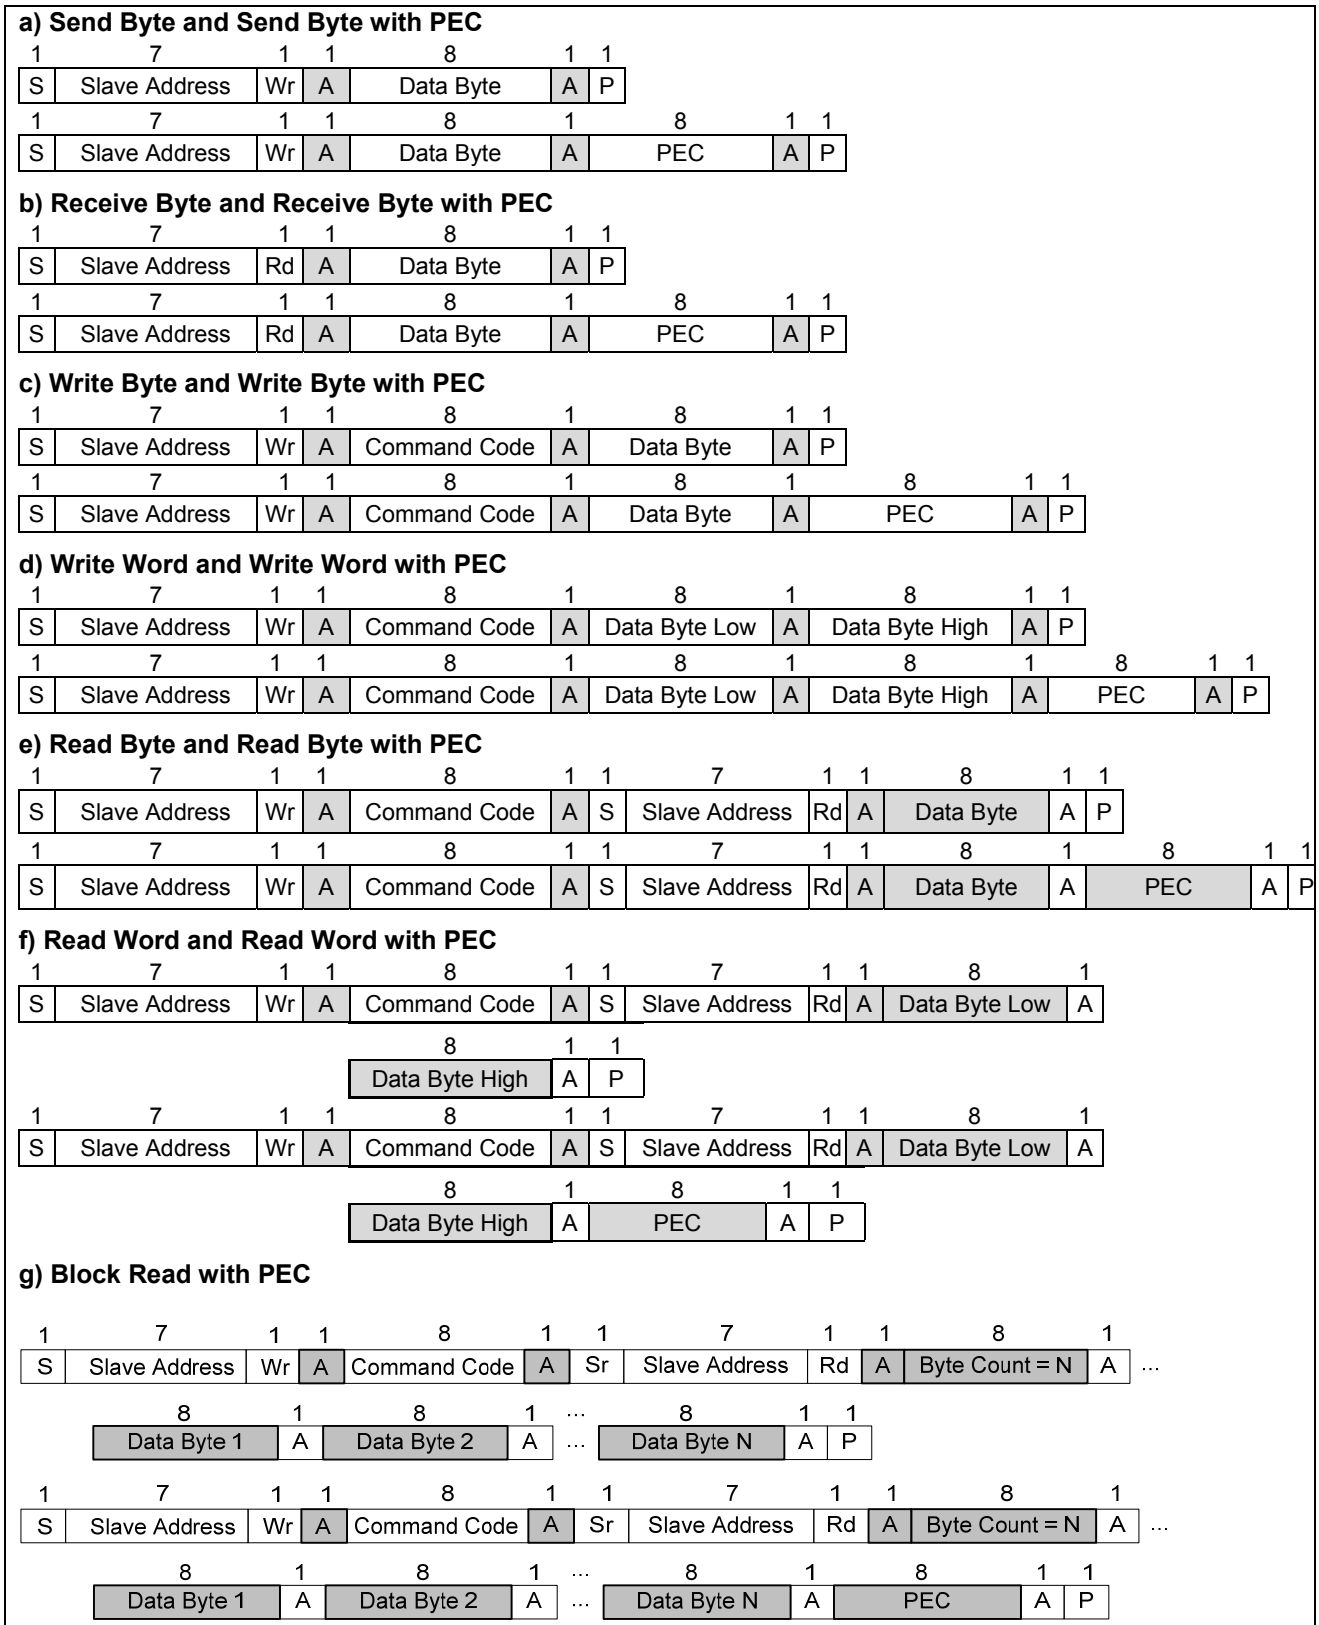 a) Send Byte and Send Byte with PEC
1 7 1 1 8 1 1
S Slave Address Wr A Data Byte A P
1 7 1 1 8 1 8 1 1
S Slave Address Wr A Data Byte A PEC A P
b) Receive Byte and Receive Byte with PEC
1 7 1 1 8 1 1
S Slave Address Rd A Data Byte A P
1 7 1 1 8 1 8 1 1
S Slave Address Rd A Data Byte A PEC A P
c) Write Byte and Write Byte with PEC
1 7 1 1 8 1 8 1 1
S Slave Address Wr A Command Code A Data Byte A P
1 7 1 1 8 1 8 1 8 1 1
S Slave Address Wr A Command Code A Data Byte A PEC A P
d) Write Word and Write Word with PEC
1 7 1 1 8 1 8 1 8 1 1
S Slave Address Wr A Command Code A Data Byte Low A Data Byte High A P
1 7 1 1 8 1 8 1 8 1 8 1 1
S Slave Address Wr A Command Code A Data Byte Low A Data Byte High A PEC A P
e) Read Byte and Read Byte with PEC
1 7 1 1 8 1 1 7 1 1 8 1 1
S Slave Address Wr A Command Code A S Slave Address Rd A Data Byte A P
1 7 1 1 8 1 1 7 1 1 8 1 8 1 1
S Slave Address Wr A Command Code A S Slave Address Rd A Data Byte A PEC A P
f) Read Word and Read Word with PEC
1 7 1 1 8 1 1 7 1 1 8 1
S Slave Address Wr A Command Code A S Slave Address Rd A Data Byte Low A
8 1 1
Data Byte High A P
1 7 1 1 8 1 1 7 1 1 8 1
S Slave Address Wr A Command Code A S Slave Address Rd A Data Byte Low A
8 1 8 1 1
Data Byte High A PEC A P
g) Block Read with PEC
1 7 1 1 8 1 1 7 1 1 8 1
S Slave Address Wr A Command Code A Sr Slave Address Rd A Byte Count = N A ...
8 1 8 1 ... 8 1 1
Data Byte 1 A Data Byte 2 A ... Data Byte N A P
1 7 1 1 8 1 1 7 1 1 8 1
S Slave Address Wr A Command Code A Sr Slave Address Rd A Byte Count = N A ...
8 1 8 1 ... 8 1 8 1 1
Data Byte 1 A Data Byte 2 A ... Data Byte N A PEC A P